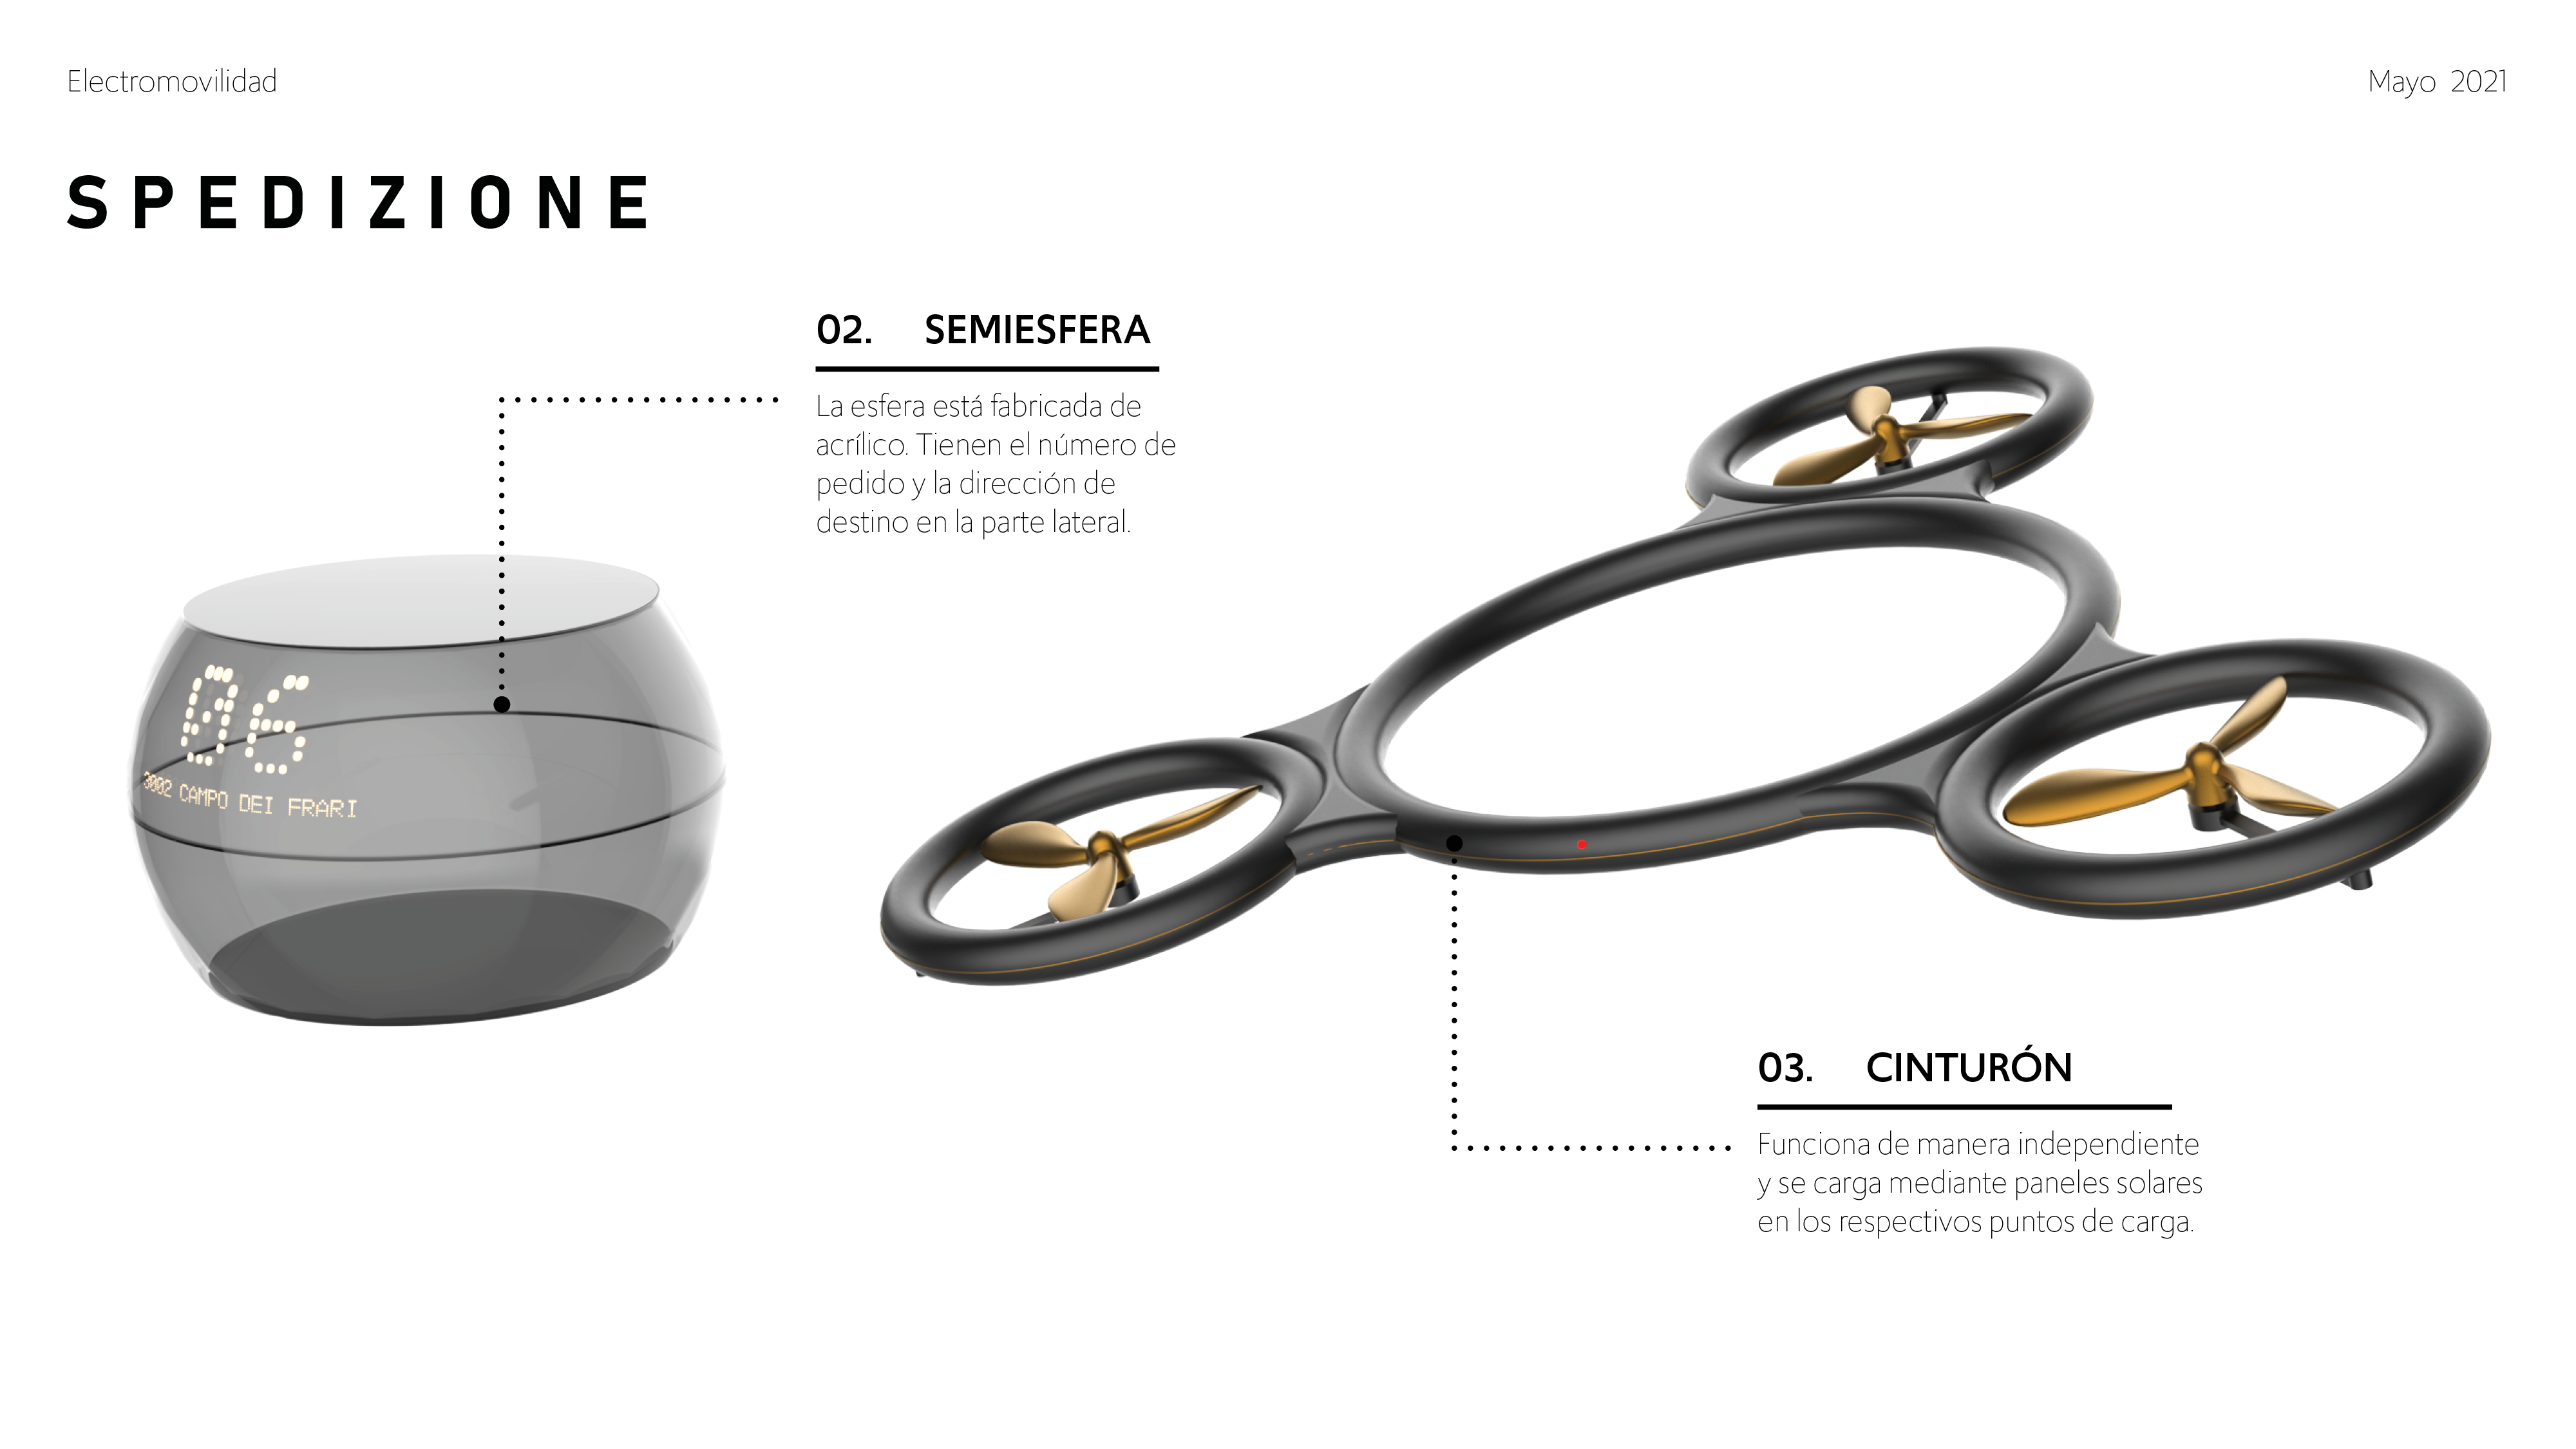 Electromovilidad
Mayo 2021
SPEDIZIONE
02. SEMIESFERA
La esfera está fabricada de
acrílico. Tienen el número de
pedido y la dirección de
destino en la parte lateral.
06
3002 CAMPO DEI FRARI
03. CINTURÓN
Funciona de manera independiente
y se carga mediante paneles solares
en los respectivos puntos de carga.